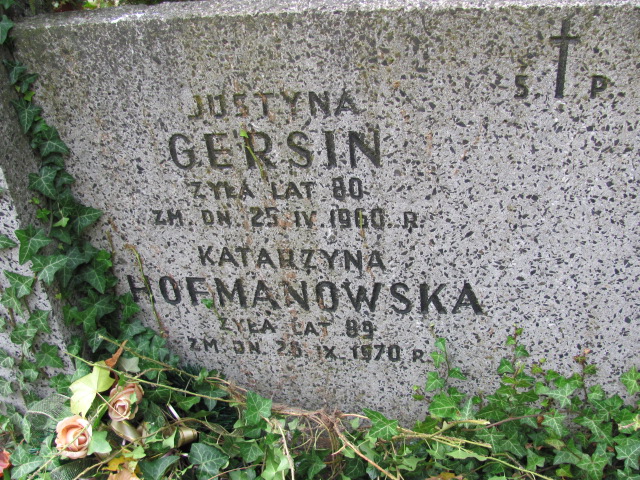 Ś P
JUSTYNA
GERSIN
ŻYŁA LAT 80
ZM. DN. 25 IV 1960 R.
KATARZYNA
HOFMANOWSKA
ŻYŁA LAT 89
ZM. DN. IX 1970 R.